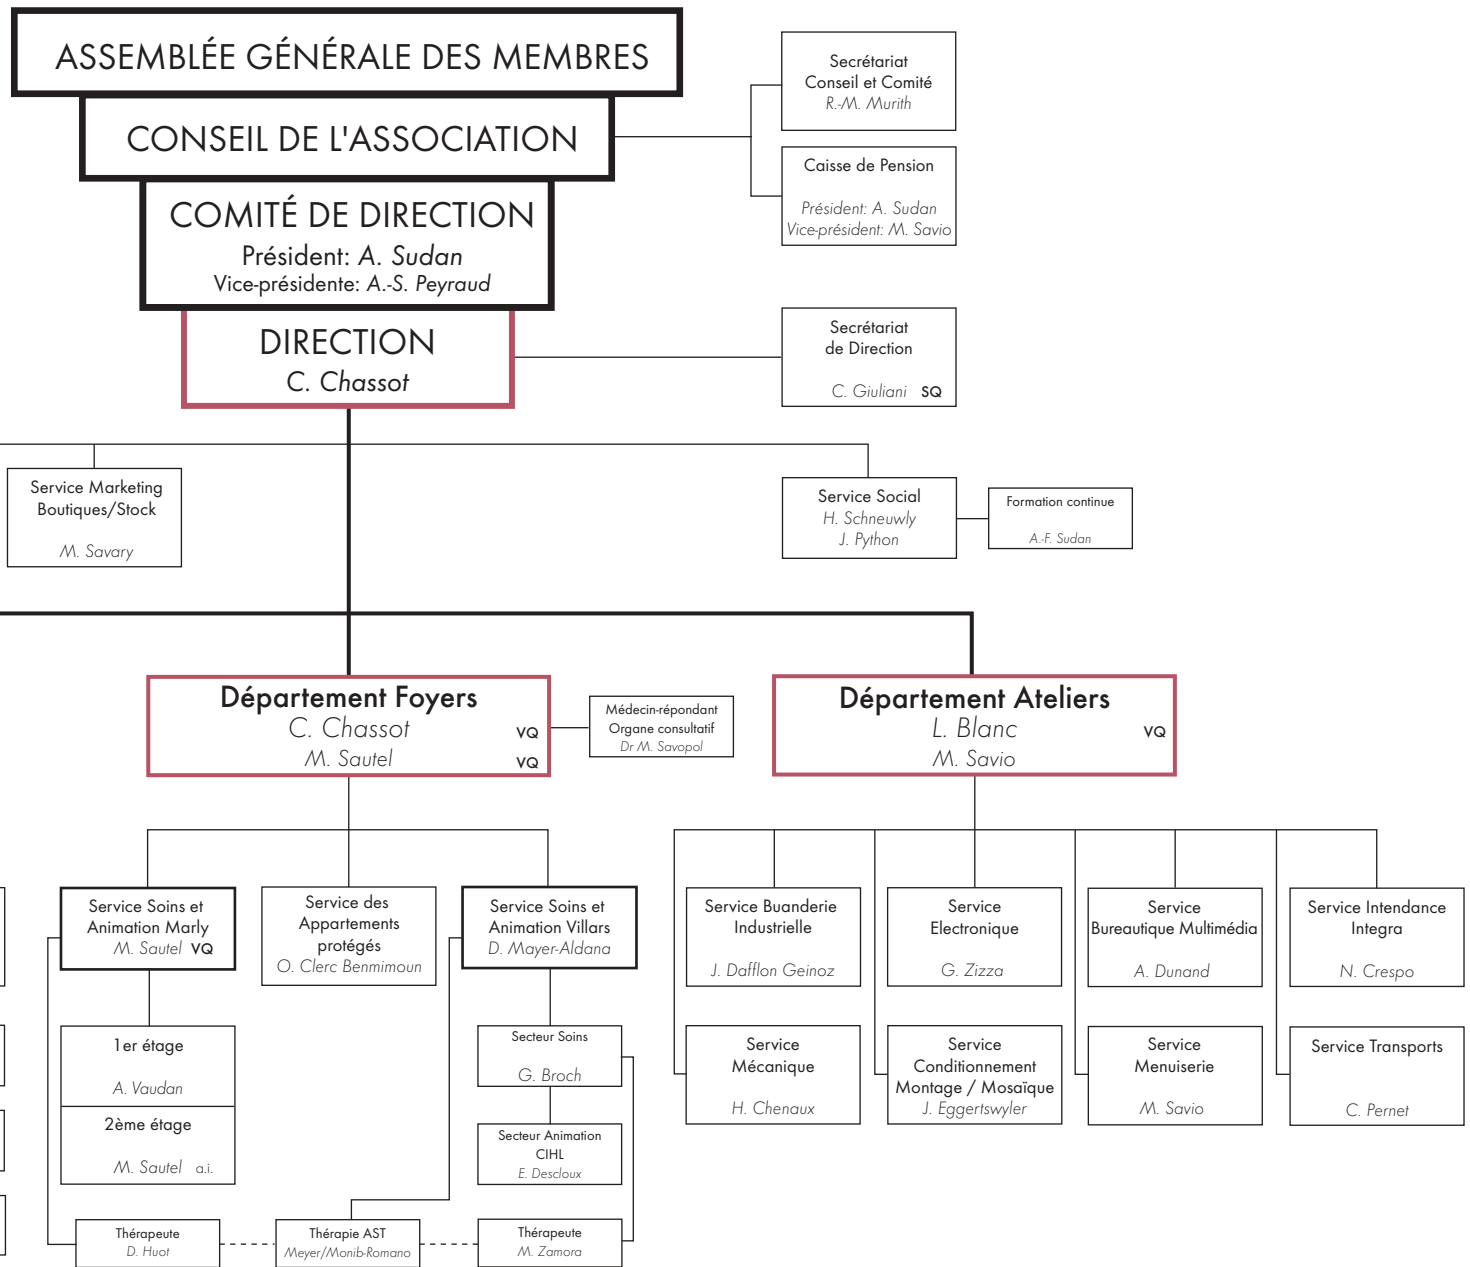 ASSEMBLÉE GÉNÉRALE DES MEMBRES
CONSEIL DE L'ASSOCIATION
COMITÉ DE DIRECTION
Président: A. Sudan
Vice-présidente: A.-S. Peyraud
DIRECTION
C. Chassot
Secrétariat
Conseil et Comité
R.-M. Murith
Caisse de Pension
Président: A. Sudan
Vice-président: M. Savio
Secrétariat
de Direction
C. Giuliani SQ
Service Marketing
Boutiques/Stock
M. Savary
Service Social
H. Schneuwly
J. Python
Formation continue
A.-F. Sudan
Département Foyers
C. Chassot VQ
M. Sautel VQ
Médecin-répondant
Organe consultatif
Dr M. Savopol
Département Ateliers
L. Blanc VQ
M. Savio
Service Soins et
Animation Marly
M. Sautel VQ
Service des
Appartements
protégés
O. Clerc Benmimoun
Service Soins et
Animation Villars
D. Mayer-Aldana
Service Buanderie
Industrielle
J. Dafflon Geinoz
Service
Electronique
G. Zizza
Service
Bureautique Multimédia
A. Dunand
Service Intendance
Integra
N. Crespo
1er étage
A. Vaudan
2ème étage
M. Sautel a.i.
Secteur Soins
G. Broch
Secteur Animation
CIHL
E. Descloux
Service
Mécanique
H. Chenaux
Service
Conditionnement
Montage / Mosaïque
J. Eggertswyler
Service
Menuiserie
M. Savio
Service Transports
C. Pernet
Thérapeute
D. Huot
Thérapie AST
Meyer/Monib-Romano
Thérapeute
M. Zamora